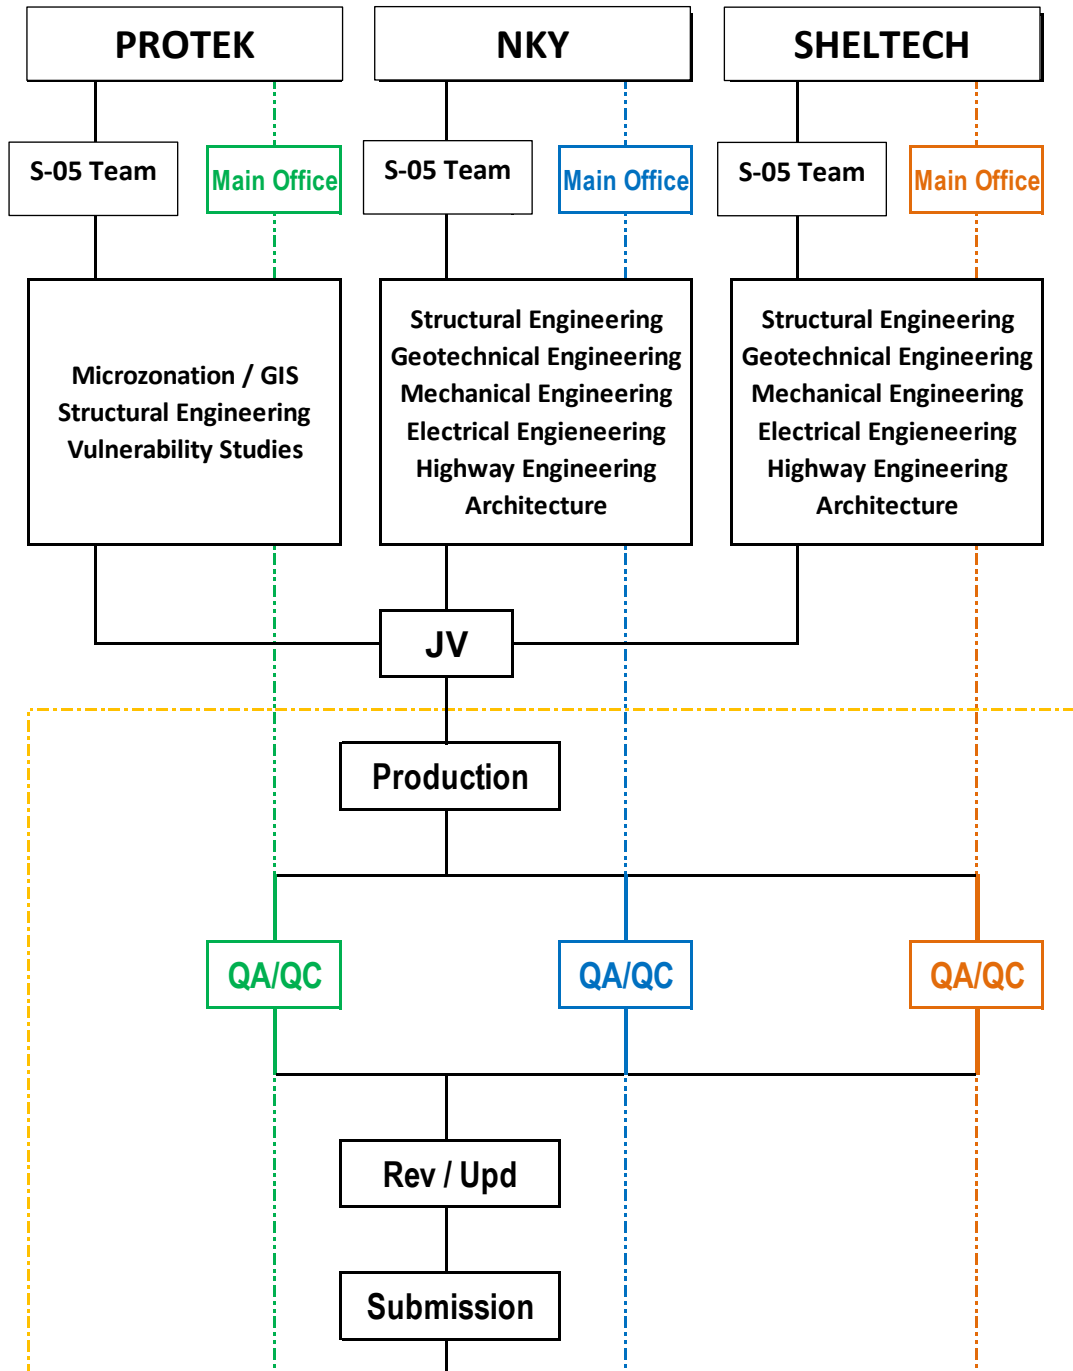 PROTEK
NKY
SHELTECH
S-05 Team
Main Office
S-05 Team
Main Office
S-05 Team
Main Office
Microzonation / GIS
Structural Engineering
Vulnerability Studies
Structural Engineering
Geotechnical Engineering
Mechanical Engineering
Electrical Engieneering
Highway Engineering
Architecture
Structural Engineering
Geotechnical Engineering
Mechanical Engineering
Electrical Engieneering
Highway Engineering
Architecture
JV
Production
QA/QC
QA/QC
QA/QC
Rev / Upd
Submission